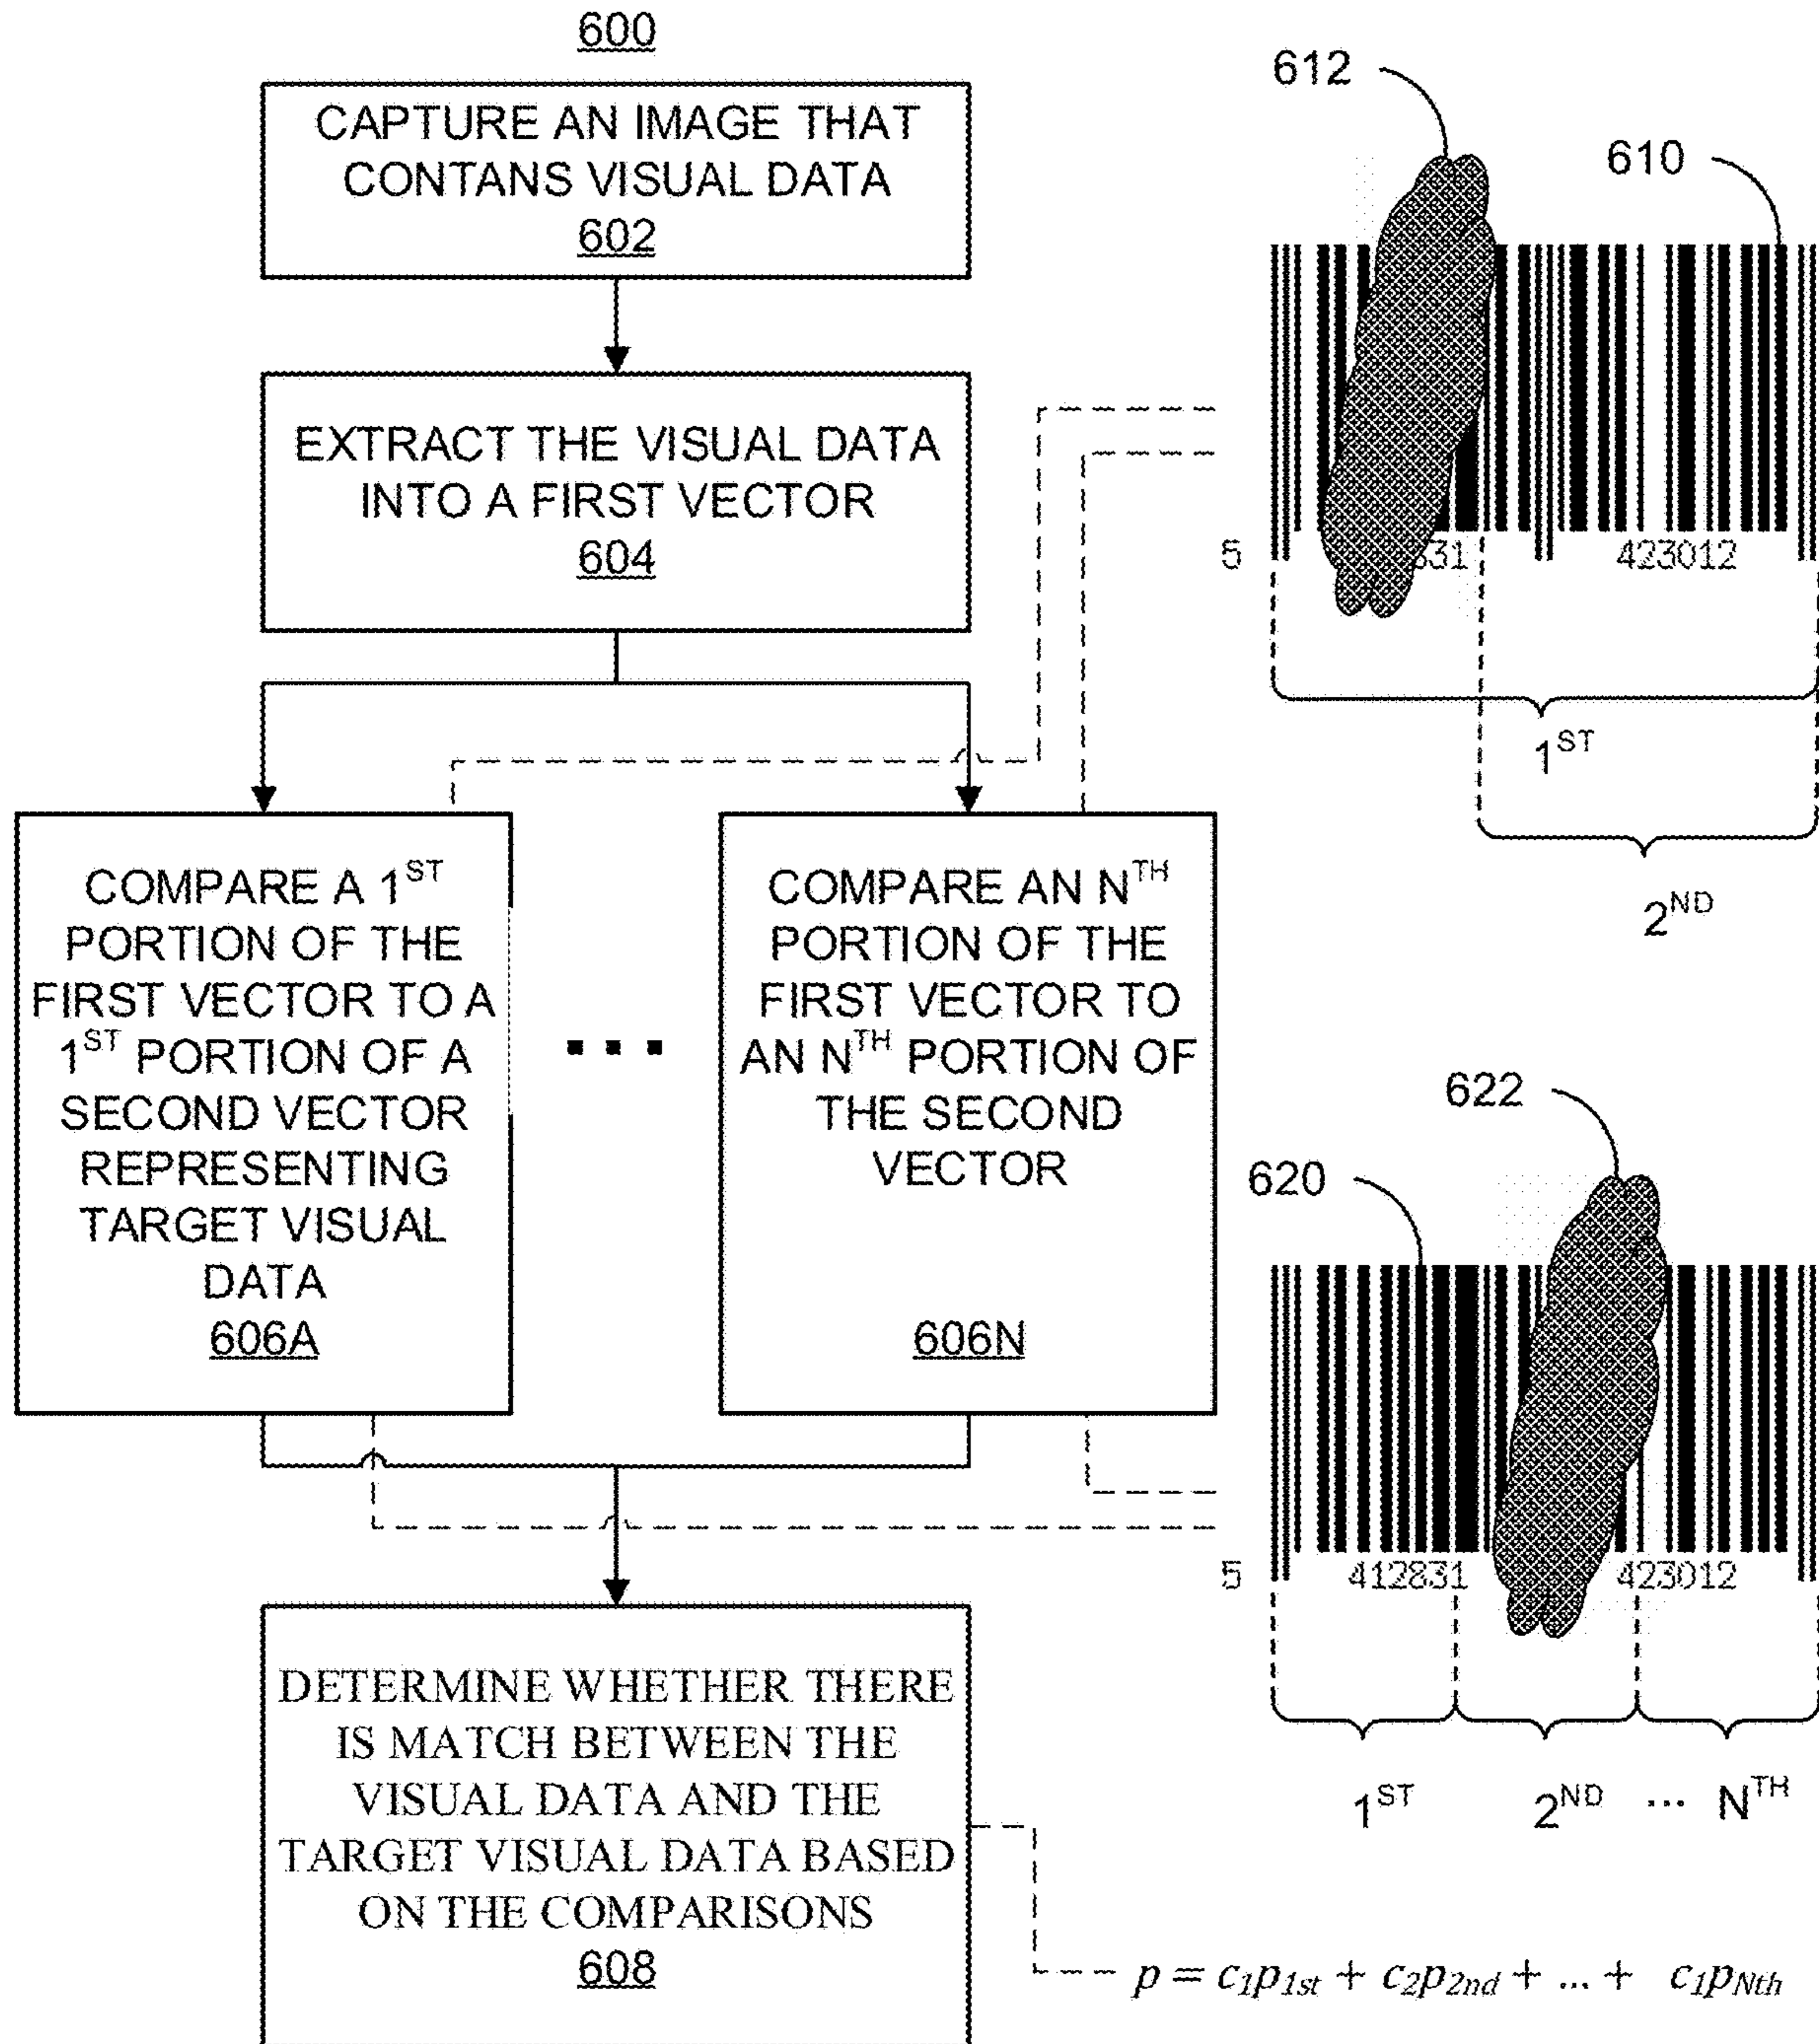 600
CAPTURE AN IMAGE THAT
CONTANS VISUAL DATA
602
EXTRACT THE VISUAL DATA
INTO A FIRST VECTOR
604
COMPARE A 1ST
PORTION OF THE
FIRST VECTOR TO A
1ST PORTION OF A
SECOND VECTOR
REPRESENTING
TARGET VISUAL
DATA
606A
...
COMPARE AN NTH
PORTION OF THE
FIRST VECTOR TO
AN NTH PORTION OF
THE SECOND
VECTOR
606N
DETERMINE WHETHER THERE
IS MATCH BETWEEN THE
VISUAL DATA AND THE
TARGET VISUAL DATA BASED
ON THE COMPARISONS
608
p = c1p1st + c2p2nd + ... + c1pNth
612
610
5 31 423012
1ST
2ND
622
620
5 412831 423012
1ST 2ND ... NTH